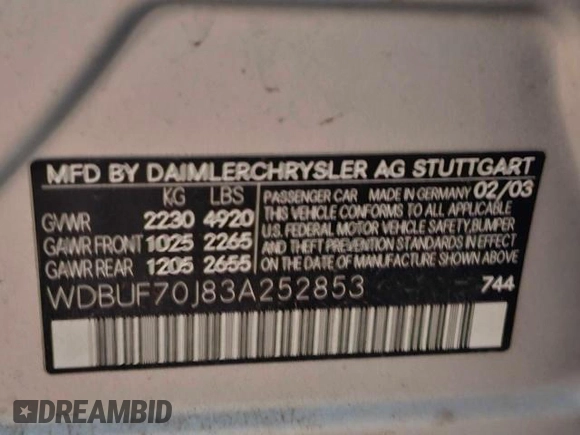 MFD BY DAIMLERCHRYSLER AG STUTTGART
KG LBS
GVWR 2230 4920
GAWR FRONT 1025 2265
GAWR REAR 1205 2655
PASSENGER CAR MADE IN GERMANY 02/03
THIS VEHICLE CONFORMS TO ALL APPLICABLE
U.S. FEDERAL MOTOR VEHICLE SAFETY,BUMPER
AND THEFT PREVENTION STANDARDS IN EFFECT
ON THE DATE OF MANUFACTURE SHOWN ABOVE.
WDBUF70J83A252853 744
DREAMBID